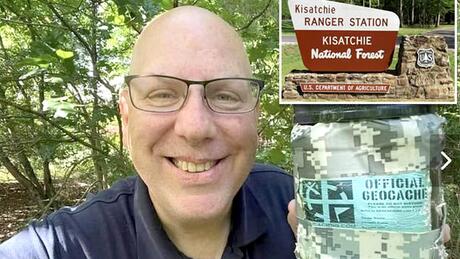 Kisatchie
RANGER STATION
KISATCHIE
National Forest
U.S. DEPARTMENT OF AGRICULTURE
OFFICIAL
GEOCACHE